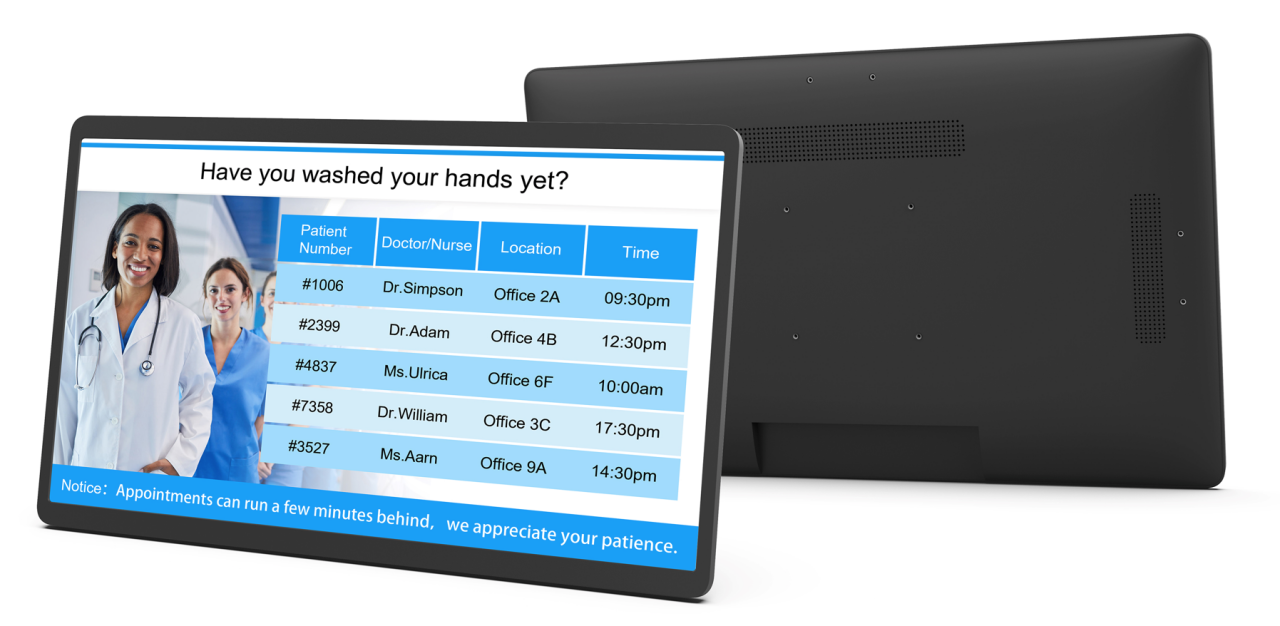 Have you washed your hands yet?
Patient Number Doctor/Nurse Location Time
#1006 Dr.Simpson Office 2A 09:30pm
#2399 Dr.Adam Office 4B 12:30pm
#4837 Ms.Ulrica Office 6F 10:00am
#7358 Dr.William Office 3C 17:30pm
#3527 Ms.Aarn Office 9A 14:30pm
Notice: Appointments can run a few minutes behind, we appreciate your patience.